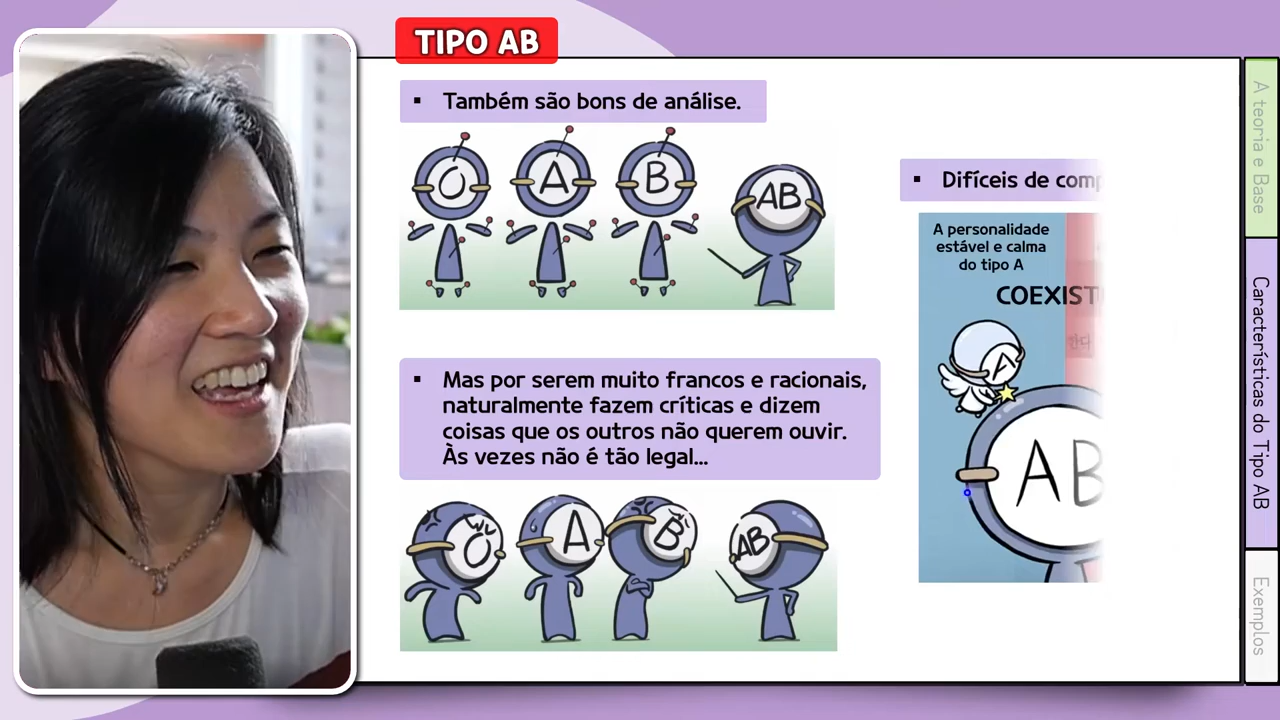 TIPO AB
▪ Também são bons de análise.
O
A
B
AB
▪ Mas por serem muito francos e racionais,
naturalmente fazem críticas e dizem
coisas que os outros não querem ouvir.
Às vezes não é tão legal...
O
A
B
AB
▪ Difíceis de
A personalidade
estável e calma
do tipo A
A
AB
A teoria e Base
Características do Tipo AB
Exemplos